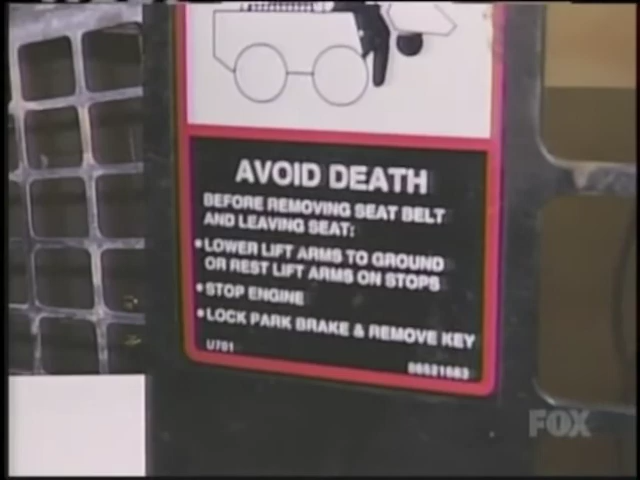 AVOID DEATH
BEFORE REMOVING SEAT BELT
AND LEAVING SEAT:
•LOWER LIFT ARMS TO GROUND
OR REST LIFT ARMS ON STOPS
•STOP ENGINE
•LOCK PARK BRAKE & REMOVE KEY
U701
FOX